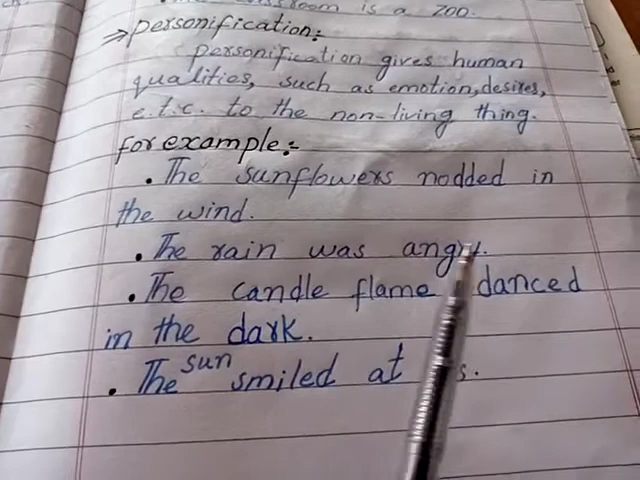 room is a zoo.
⇒ Personification:
Personification gives human
qualities, such as emotion, desires,
e.t.c. to the non-living thing.
for example:-
. The sunflowers nodded in
the wind.
. The rain was angry.
. The candle flame danced
in the dark.
. The sun smiled at s.